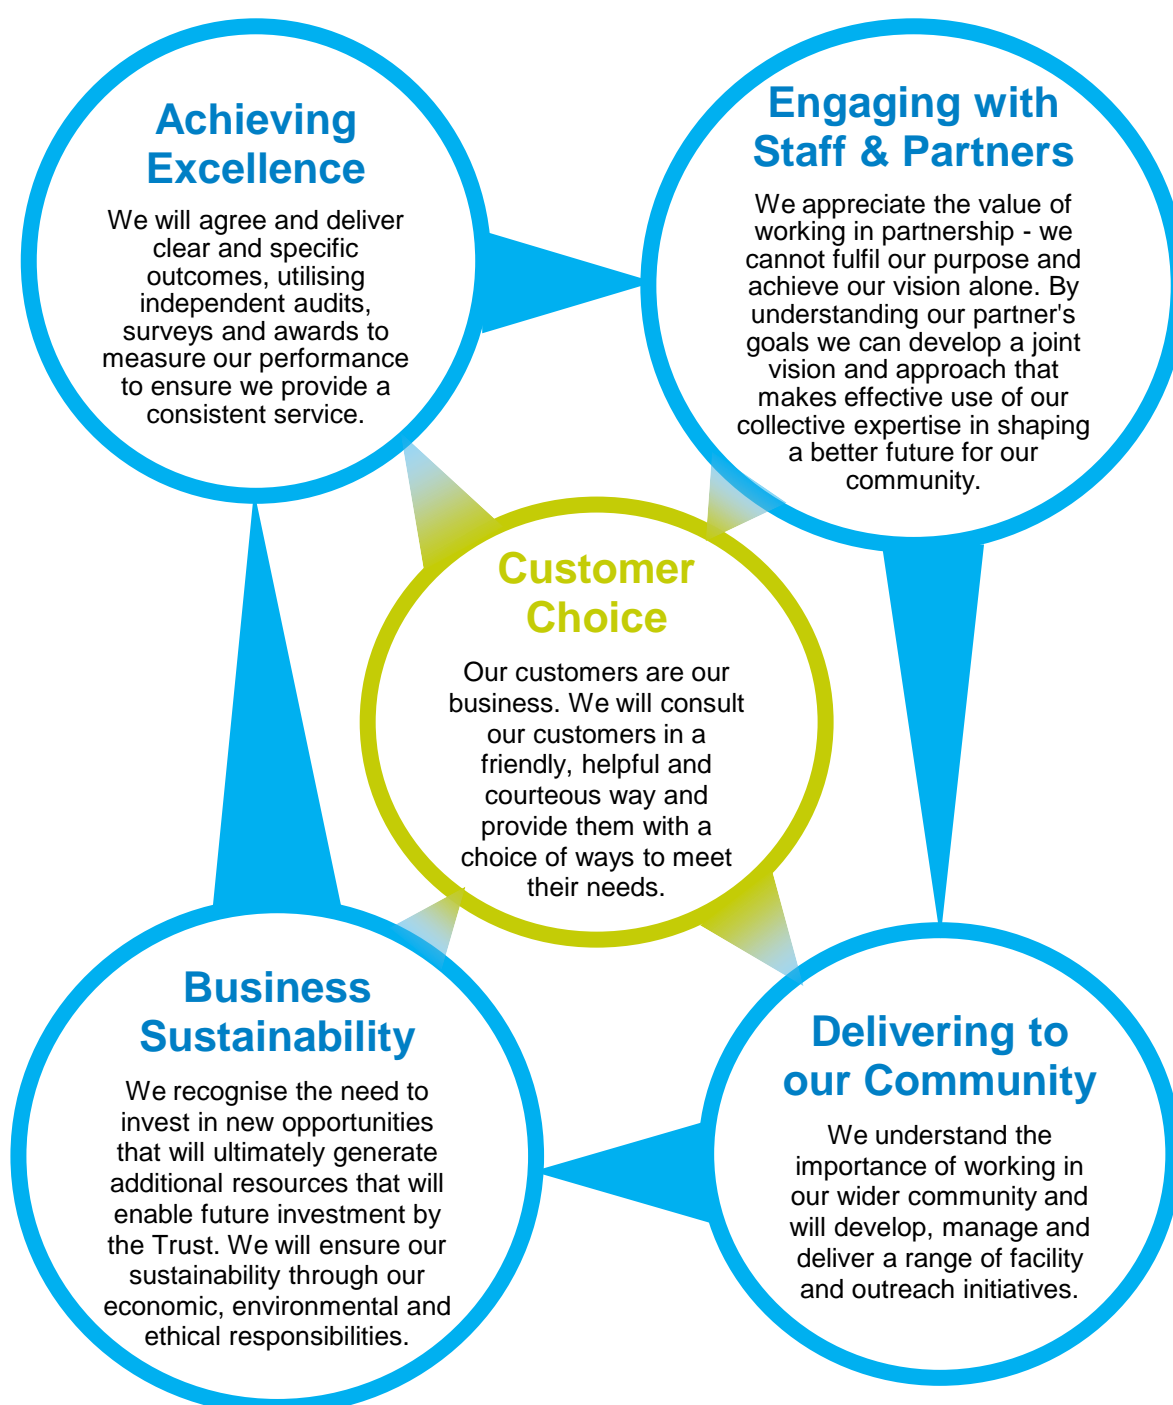 Achieving
Excellence
We will agree and deliver
clear and specific
outcomes, utilising
independent audits,
surveys and awards to
measure our performance
to ensure we provide a
consistent service.
Engaging with
Staff & Partners
We appreciate the value of
working in partnership - we
cannot fulfil our purpose and
achieve our vision alone. By
understanding our partner's
goals we can develop a joint
vision and approach that
makes effective use of our
collective expertise in shaping
a better future for our
community.
Customer
Choice
Our customers are our
business. We will consult
our customers in a
friendly, helpful and
courteous way and
provide them with a
choice of ways to meet
their needs.
Business
Sustainability
We recognise the need to
invest in new opportunities
that will ultimately generate
additional resources that will
enable future investment by
the Trust. We will ensure our
sustainability through our
economic, environmental and
ethical responsibilities.
Delivering to
our Community
We understand the
importance of working in
our wider community and
will develop, manage and
deliver a range of facility
and outreach initiatives.